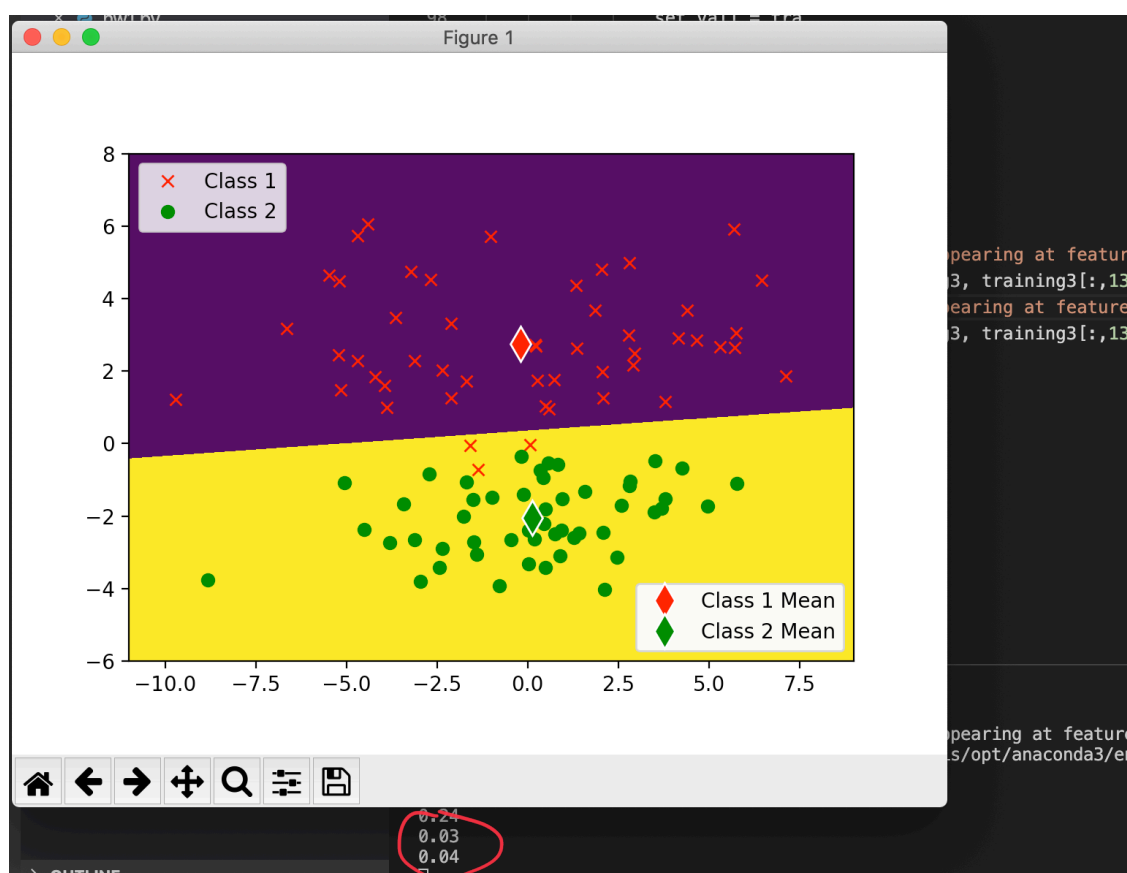 98
Figure 1
8
6
4
2
0
−2
−4
−6
−10.0 −7.5 −5.0 −2.5 0.0 2.5 5.0 7.5
Class 1
Class 2
Class 1 Mean
Class 2 Mean
pearing at featur
3, training3[:,13
earing at feature
3, training3[:,13
pearing at feature
s/opt/anaconda3/e
0.24
0.03
0.04
OUTLINE